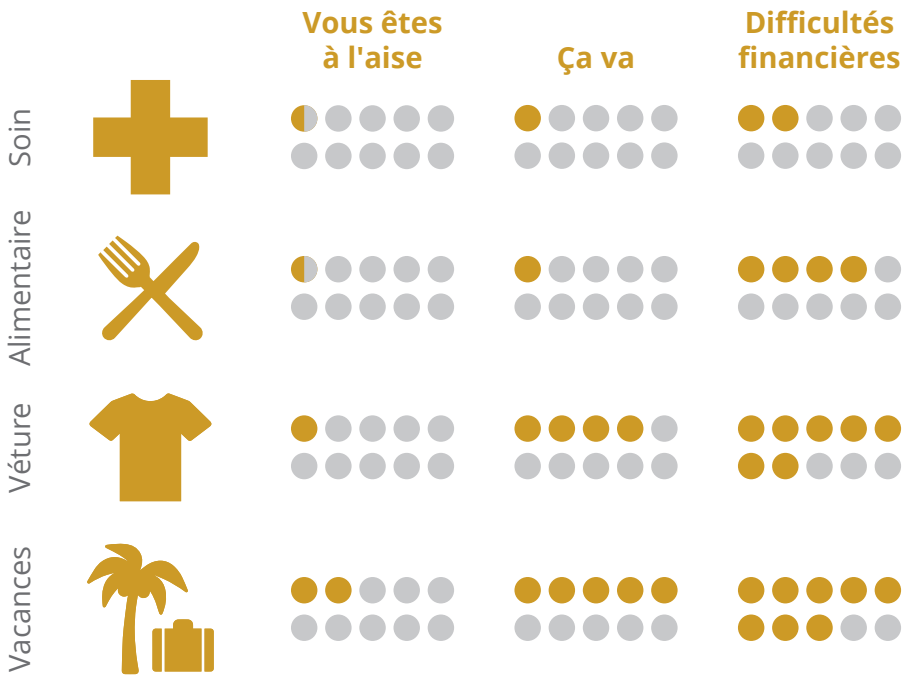 Vous êtes
à l'aise
Ça va
Difficultés
financières
Soin
Alimentaire
Véture
Vacances